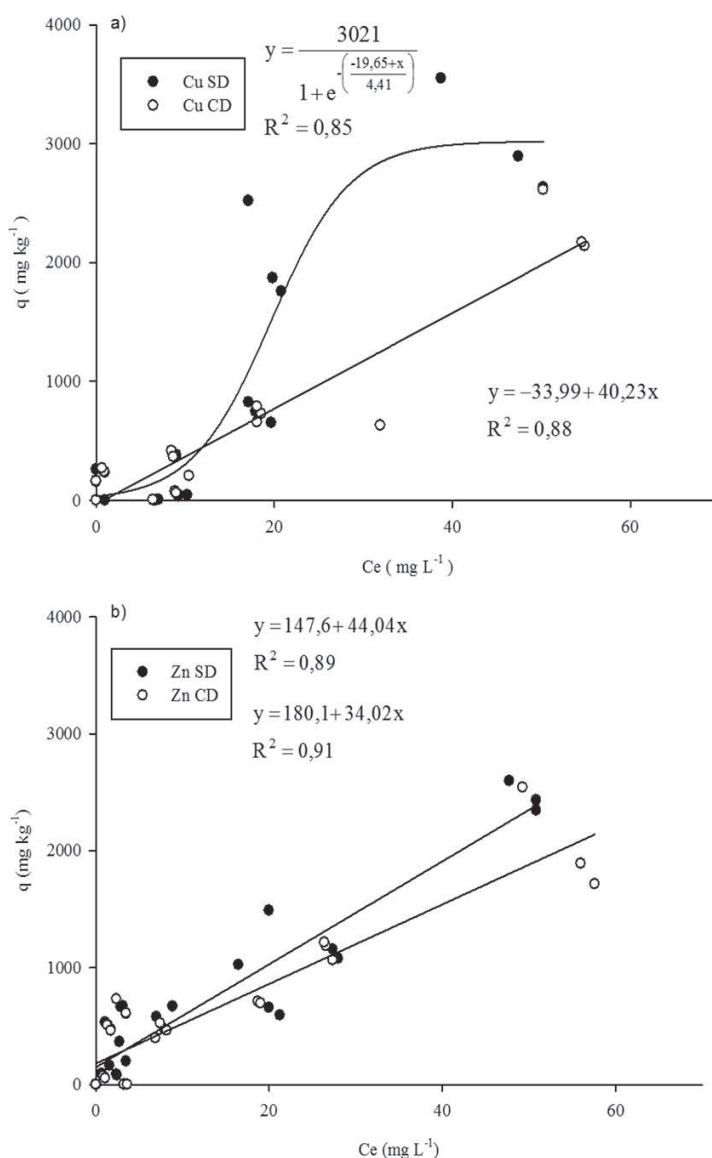 a)
y = 3021 / 1 + e^-((-19,65+x)/4,41)
R² = 0,85
Cu SD
Cu CD
4000
3000
2000
1000
0
q ( mg kg⁻¹)
y = –33,99 + 40,23x
R² = 0,88
0 20 40 60
Ce ( mg L⁻¹)
b)
y = 147,6 + 44,04x
R² = 0,89
y = 180,1 + 34,02x
R² = 0,91
Zn SD
Zn CD
4000
3000
2000
1000
0
q (mg kg⁻¹)
0 20 40 60
Ce (mg L⁻¹)